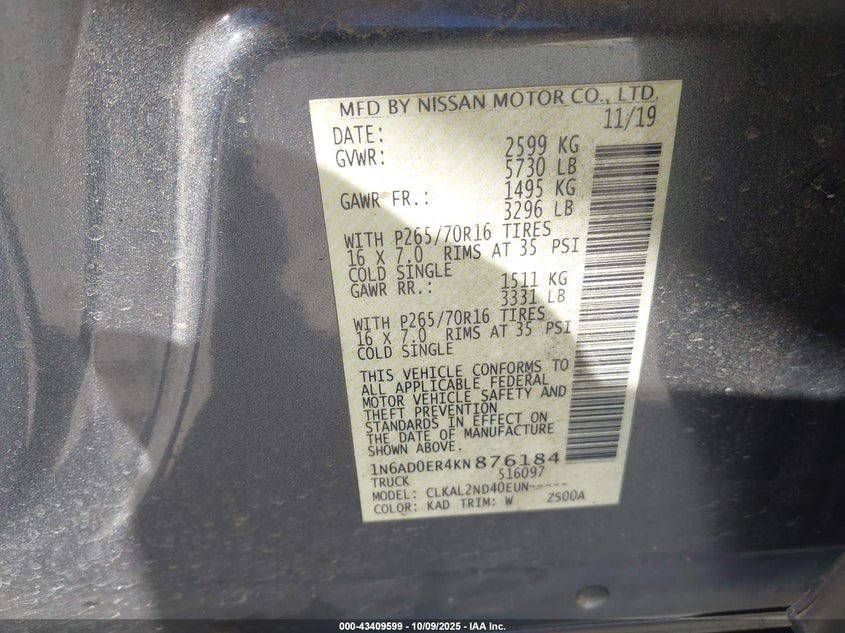 MFD BY NISSAN MOTOR CO., LTD.
DATE: 11/19
GVWR: 2599 KG
5730 LB
GAWR FR.: 1495 KG
3296 LB
WITH P265/70R16 TIRES
16 X 7.0 RIMS AT 35 PSI
COLD SINGLE
GAWR RR.: 1511 KG
3331 LB
WITH P265/70R16 TIRES
16 X 7.0 RIMS AT 35 PSI
COLD SINGLE
THIS VEHICLE CONFORMS TO
ALL APPLICABLE FEDERAL
MOTOR VEHICLE SAFETY AND
THEFT PREVENTION
STANDARDS IN EFFECT ON
THE DATE OF MANUFACTURE
SHOWN ABOVE.
1N6AD0ER4KN876184
TRUCK 516097
MODEL: CLKAL2ND40EUN-----
COLOR: KAD TRIM: W ZS00A
000-43409599 - 10/09/2025 - IAA Inc.